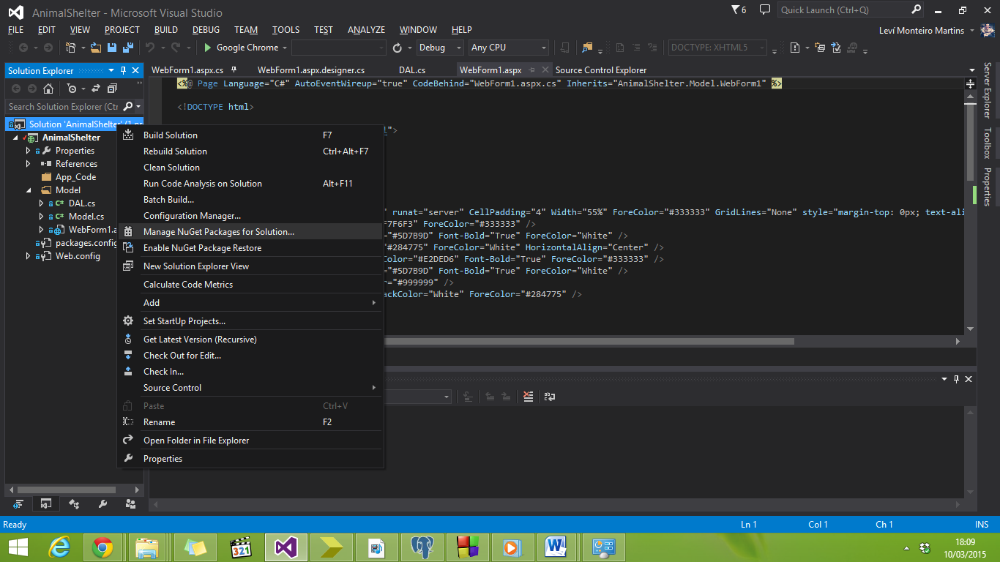 AnimalShelter - Microsoft Visual Studio
6
Quick Launch (Ctrl+Q)
FILE EDIT VIEW PROJECT BUILD DEBUG TEAM TOOLS TEST ANALYZE WINDOW HELP
Leví Monteiro Martins
Google Chrome
Debug
Any CPU
DOCTYPE: XHTML5
Solution Explorer
WebForm1.aspx.cs
WebForm1.aspx.designer.cs
DAL.cs
WebForm1.aspx
Source Control Explorer
Search Solution Explorer (Ctr
Solution 'AnimalShelter' (1 pr
AnimalShelter
Properties
References
App_Code
Model
DAL.cs
Model.cs
WebForm1.a
packages.config
Web.config
<%@ Page Language="C#" AutoEventWireup="true" CodeBehind="WebForm1.aspx.cs" Inherits="AnimalShelter.Model.WebForm1" %>
<!DOCTYPE html>
">
" runat="server" CellPadding="4" Width="55%" ForeColor="#333333" GridLines="None" style="margin-top: 0px; text-ali
F7F6F3" ForeColor="#333333" />
="#5D7B9D" Font-Bold="True" ForeColor="White" />
"#284775" ForeColor="White" HorizontalAlign="Center" />
Color="#E2DED6" Font-Bold="True" ForeColor="#333333" />
="#5D7B9D" Font-Bold="True" ForeColor="White" />
r="#999999" />
ackColor="White" ForeColor="#284775" />
Build Solution F7
Rebuild Solution Ctrl+Alt+F7
Clean Solution
Run Code Analysis on Solution Alt+F11
Batch Build...
Configuration Manager...
Manage NuGet Packages for Solution...
Enable NuGet Package Restore
New Solution Explorer View
Calculate Code Metrics
Add
Set StartUp Projects...
Get Latest Version (Recursive)
Check Out for Edit...
Check In...
Source Control
Paste Ctrl+V
Rename F2
Open Folder in File Explorer
Properties
Server Explorer
Toolbox
Properties
Ready
Ln 1
Col 1
Ch 1
INS
321
18:09
10/03/2015